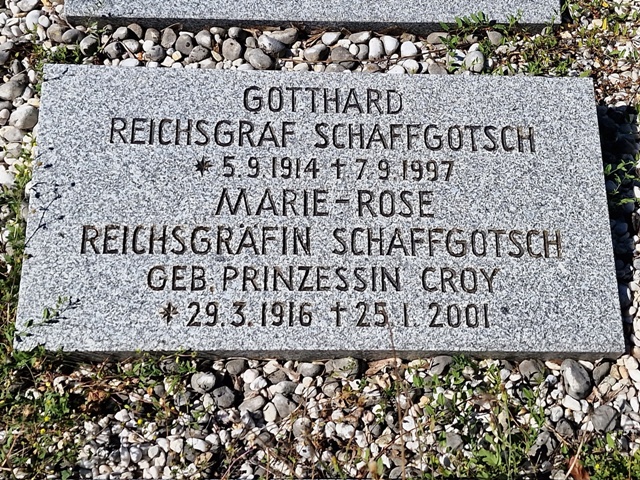 GOTTHARD
REICHSGRAF SCHAFFGOTSCH
* 5.9.1914 † 7.9.1997
MARIE-ROSE
REICHSGRÄFIN SCHAFFGOTSCH
GEB. PRINZESSIN CROY
* 29.3.1916 † 25.1.2001